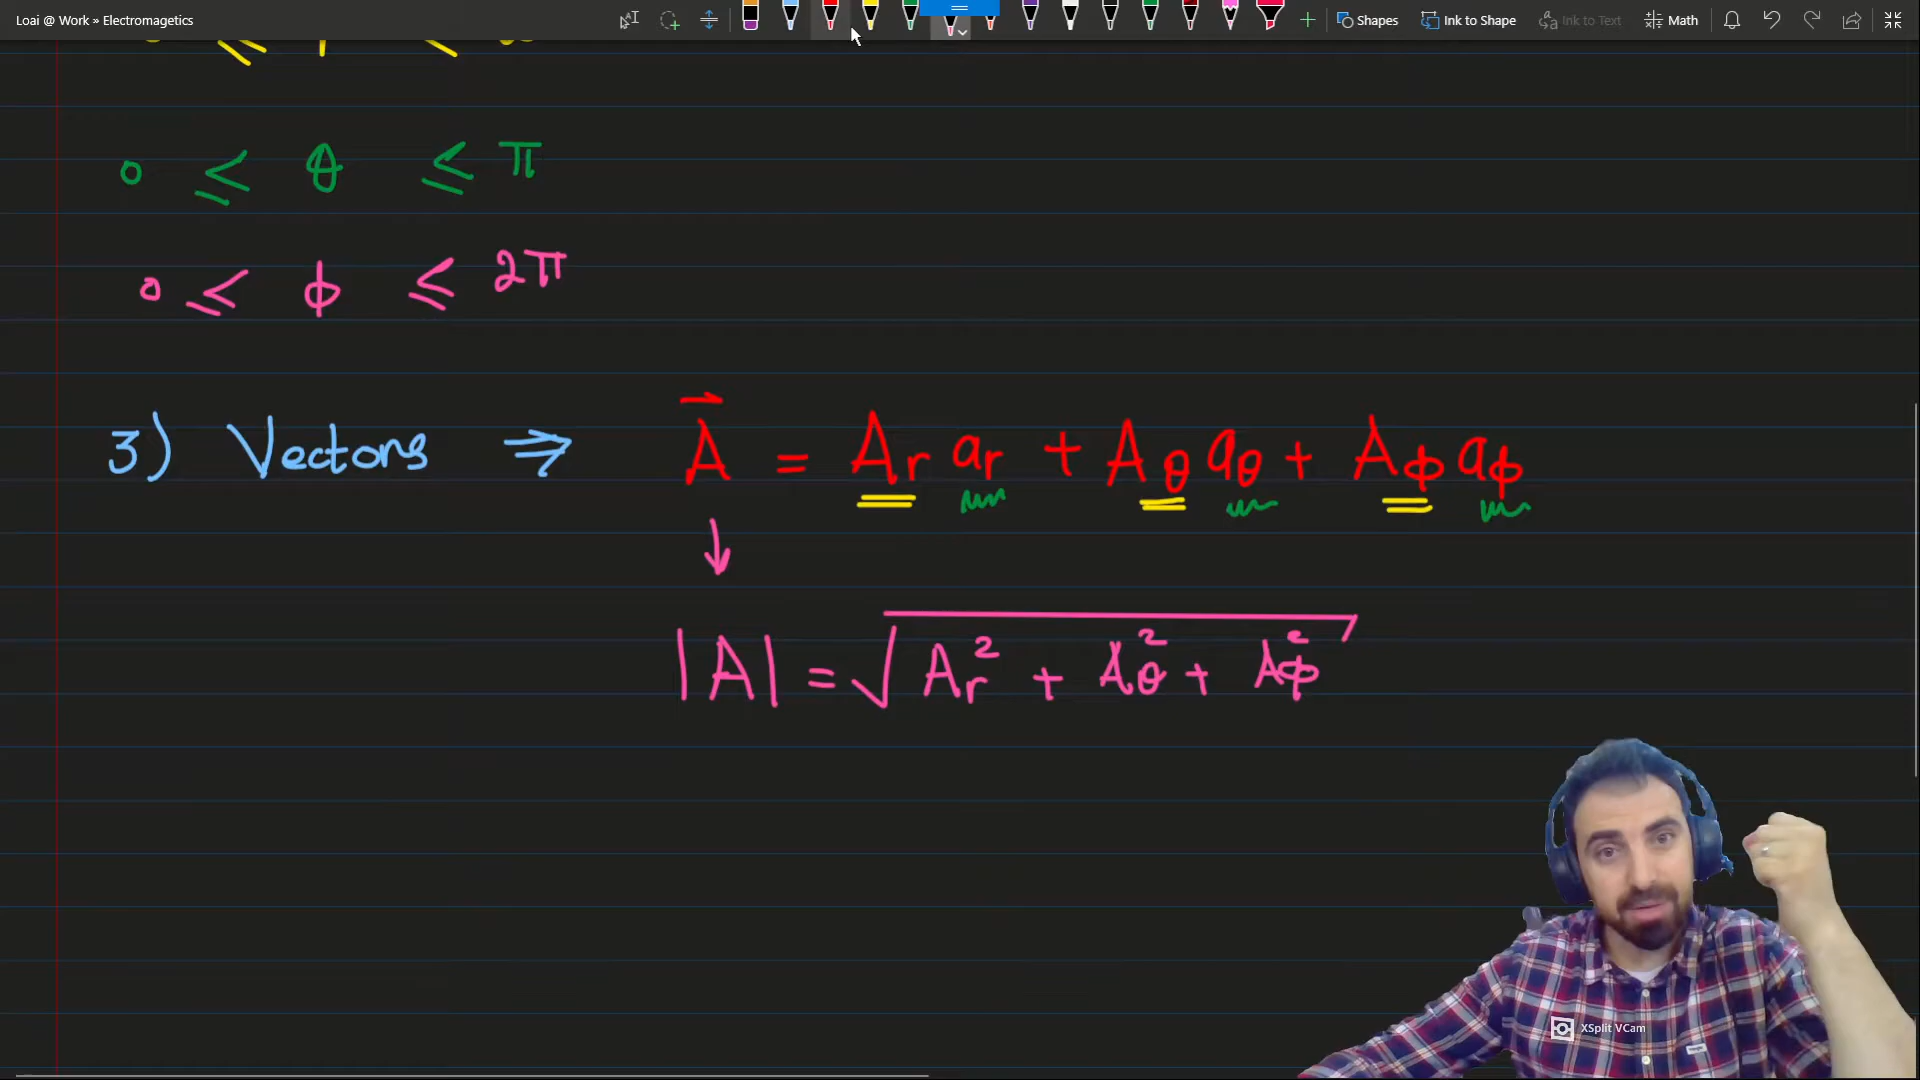 Loai @ Work » Electromagetics
Shapes
Ink to Shape
Ink to Text
Math
0 ≤ θ ≤ π
0 ≤ ϕ ≤ 2π
3) Vectors ⇒ A⃗ = Ar ar + Aθ aθ + Aϕ aϕ
↓
|A| = √(Ar² + Aθ² + Aϕ²)
XSplit VCam